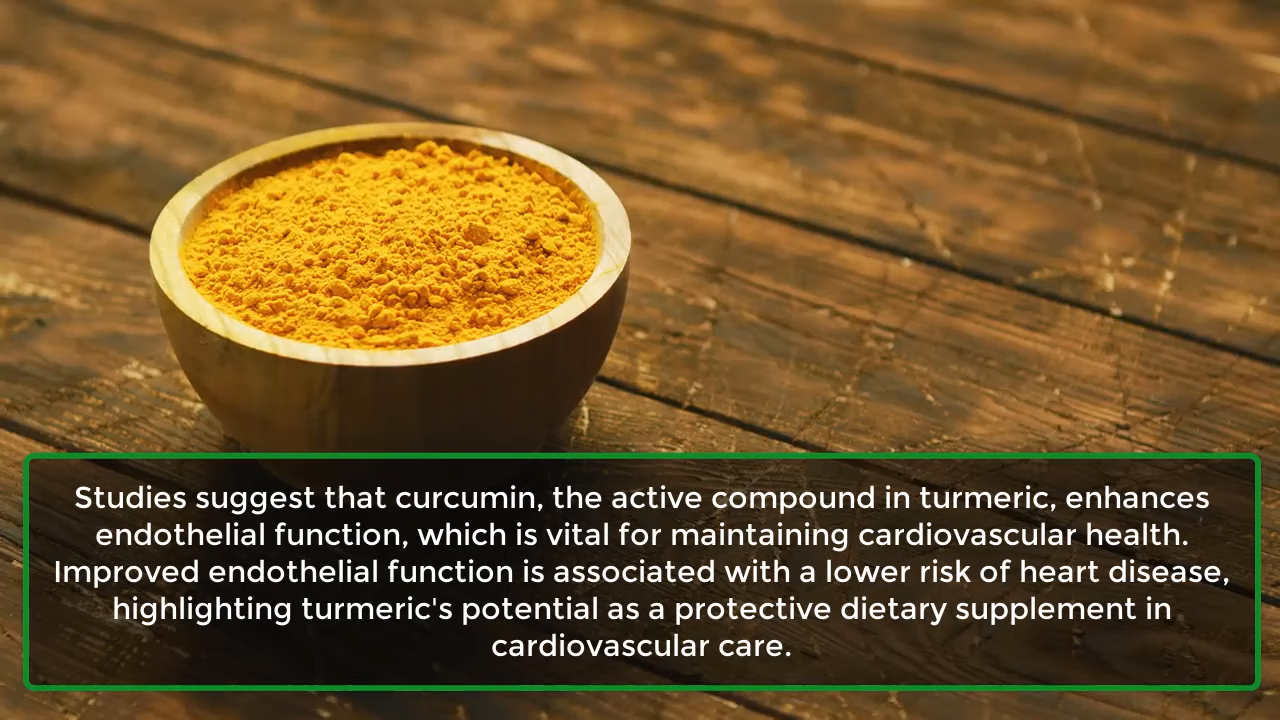 Studies suggest that curcumin, the active compound in turmeric, enhances
endothelial function, which is vital for maintaining cardiovascular health.
Improved endothelial function is associated with a lower risk of heart disease,
highlighting turmeric's potential as a protective dietary supplement in
cardiovascular care.